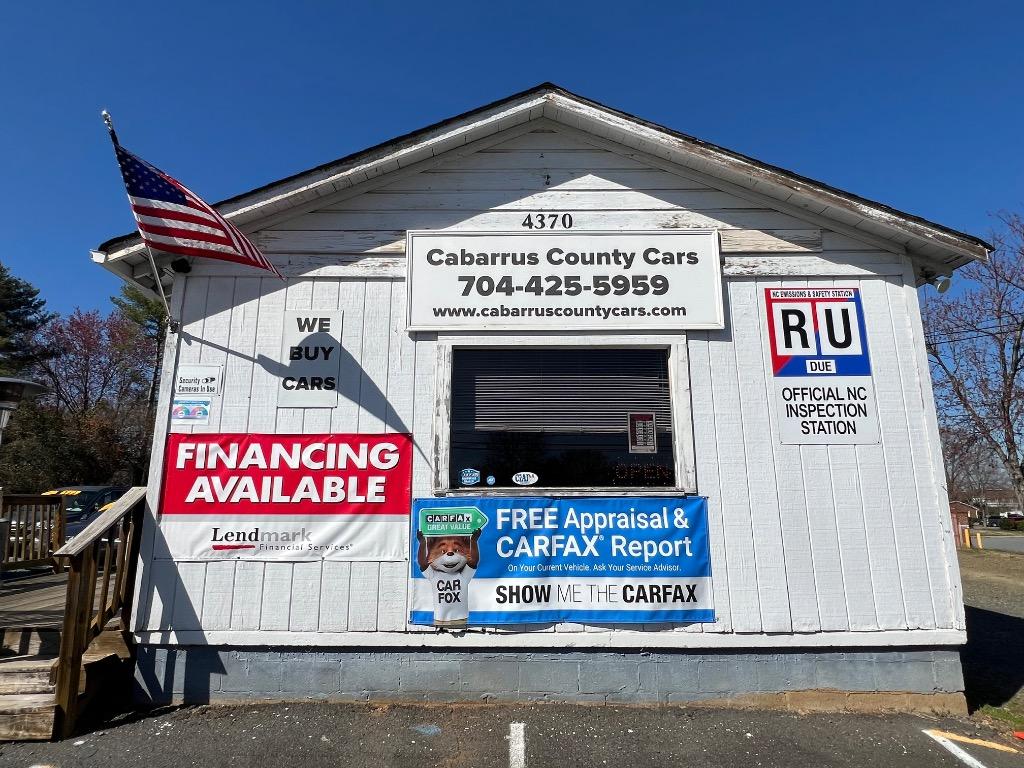 4370
Cabarrus County Cars
704-425-5959
www.cabarruscountycars.com
WE
BUY
CARS
NC EMISSIONS & SAFETY STATION
R U
DUE
OFFICIAL NC
INSPECTION
STATION
Security
Cameras In Use
FINANCING
AVAILABLE
Lendmark
Financial Services
OPEN
CARFAX
GREAT VALUE
CAR
FOX
FREE Appraisal &
CARFAX® Report
On Your Current Vehicle. Ask Your Service Advisor.
SHOW ME THE CARFAX